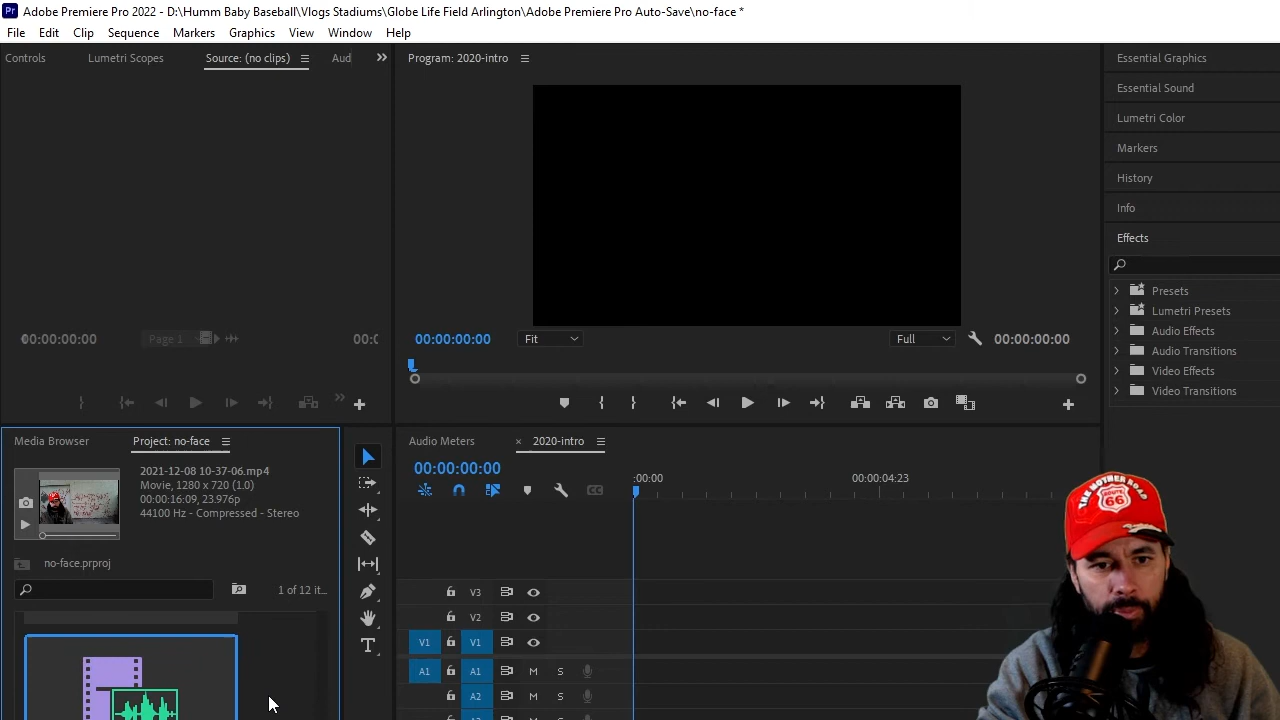 Adobe Premiere Pro 2022 - D:\Humm Baby Baseball\Vlogs Stadiums\Globe Life Field Arlington\Adobe Premiere Pro Auto-Save\no-face *
File Edit Clip Sequence Markers Graphics View Window Help
Controls Lumetri Scopes Source: (no clips) Aud
Program: 2020-intro
Essential Graphics
Essential Sound
Lumetri Color
Markers
History
Info
Effects
Presets
Lumetri Presets
Audio Effects
Audio Transitions
Video Effects
Video Transitions
00:00:00:00 Page 1 00:0
00:00:00:00 Fit Full 00:00:00:00
Media Browser Project: no-face
2021-12-08 10-37-06.mp4
Movie, 1280 x 720 (1.0)
00:00:16:09, 23.976p
44100 Hz - Compressed - Stereo
no-face.prproj
1 of 12 it...
Audio Meters × 2020-intro
00:00:00:00
:00:00 00:00:04:23
V3
V2
V1 V1
A1 A1 M S
A2 M S
T
THE MOTHER ROAD
ROUTE
66